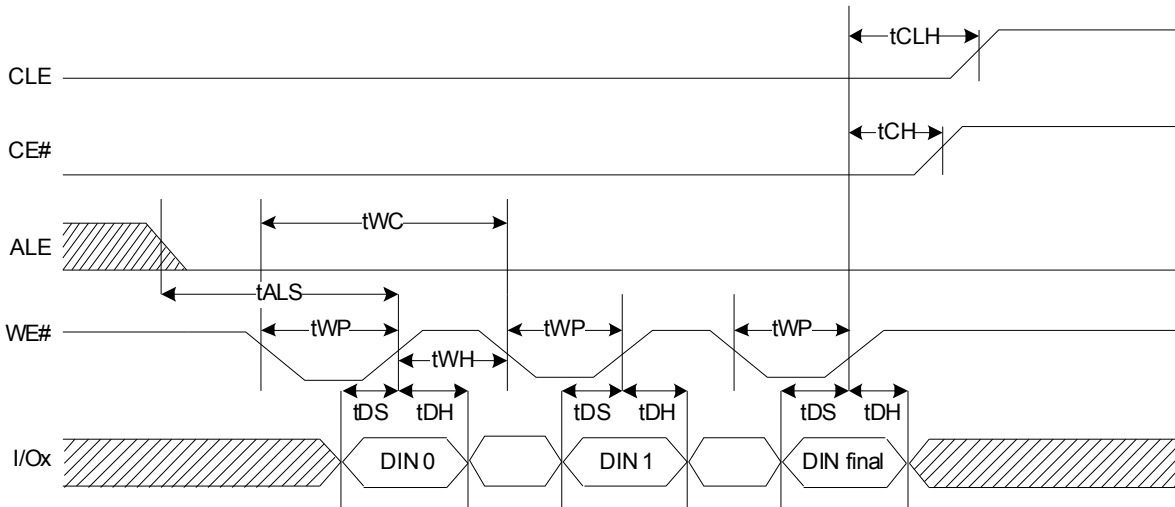 tCLH
CLE
tCH
CE#
tWC
ALE
tALS
WE#
tWP
tWP
tWP
tWH
tDS
tDH
tDS
tDH
tDS
tDH
I/Ox
DIN 0
DIN 1
DIN final